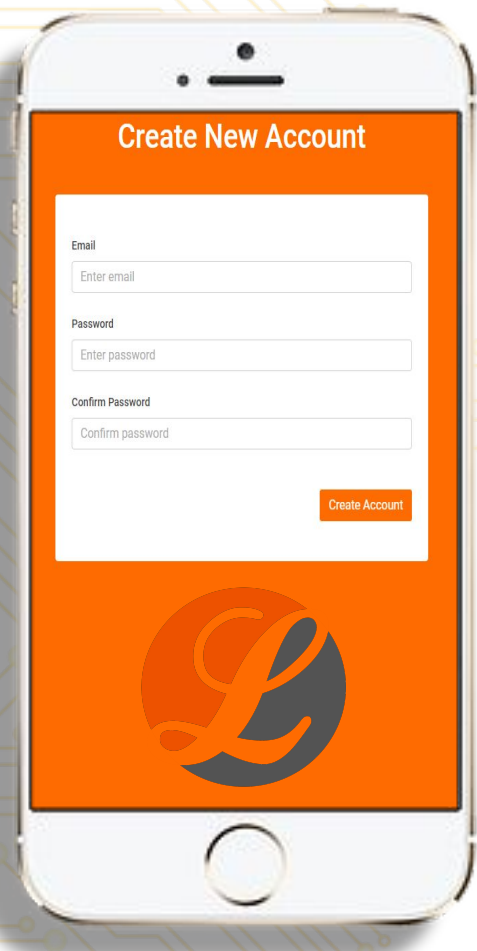 Create New Account
Email
Enter email
Password
Enter password
Confirm Password
Confirm password
Create Account
L